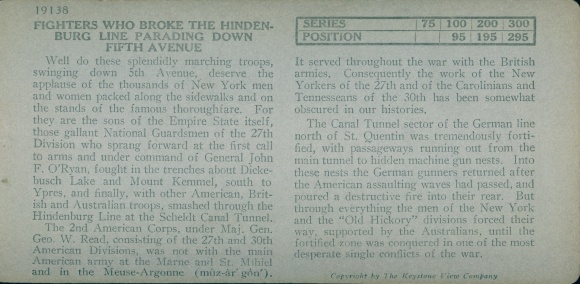 19138
FIGHTERS WHO BROKE THE HINDEN-
BURG LINE PARADING DOWN
FIFTH AVENUE
Well do these splendidly marching troops,
swinging down 5th Avenue, deserve the
applause of the thousands of New York men
and women packed along the sidewalks and on
the stands of the famous thoroughfare. For
they are the sons of the Empire State itself,
those gallant National Guardsmen of the 27th
Division who sprang forward at the first call
to arms and under command of General John
F. O'Ryan, fought in the trenches about Dicke-
busch Lake and Mount Kemmel, south to
Ypres, and finally, with other American, Brit-
ish and Australian troops, smashed through the
Hindenburg Line at the Scheldt Canal Tunnel.
The 2nd American Corps, under Maj. Gen.
Geo. W. Read, consisting of the 27th and 30th
American Divisions, was not with the main
American army at the Marne and St. Mihiel
and in the Meuse-Argonne (mûz-är´ gŏn´).
SERIES 75 100 200 300
POSITION 95 195 295
It served throughout the war with the British
armies. Consequently the work of the New
Yorkers of the 27th and of the Carolinians and
Tennesseans of the 30th has been somewhat
obscured in our histories.
The Canal Tunnel sector of the German line
north of St. Quentin was tremendously forti-
fied, with passageways running out from the
main tunnel to hidden machine gun nests. Into
these nests the German gunners returned after
the American assaulting waves had passed, and
poured a destructive fire into their rear. But
through everything the men of the New York
and the "Old Hickory" divisions forced their
way, supported by the Australians, until the
fortified zone was conquered in one of the most
desperate single conflicts of the war.
Copyright by The Keystone View Company